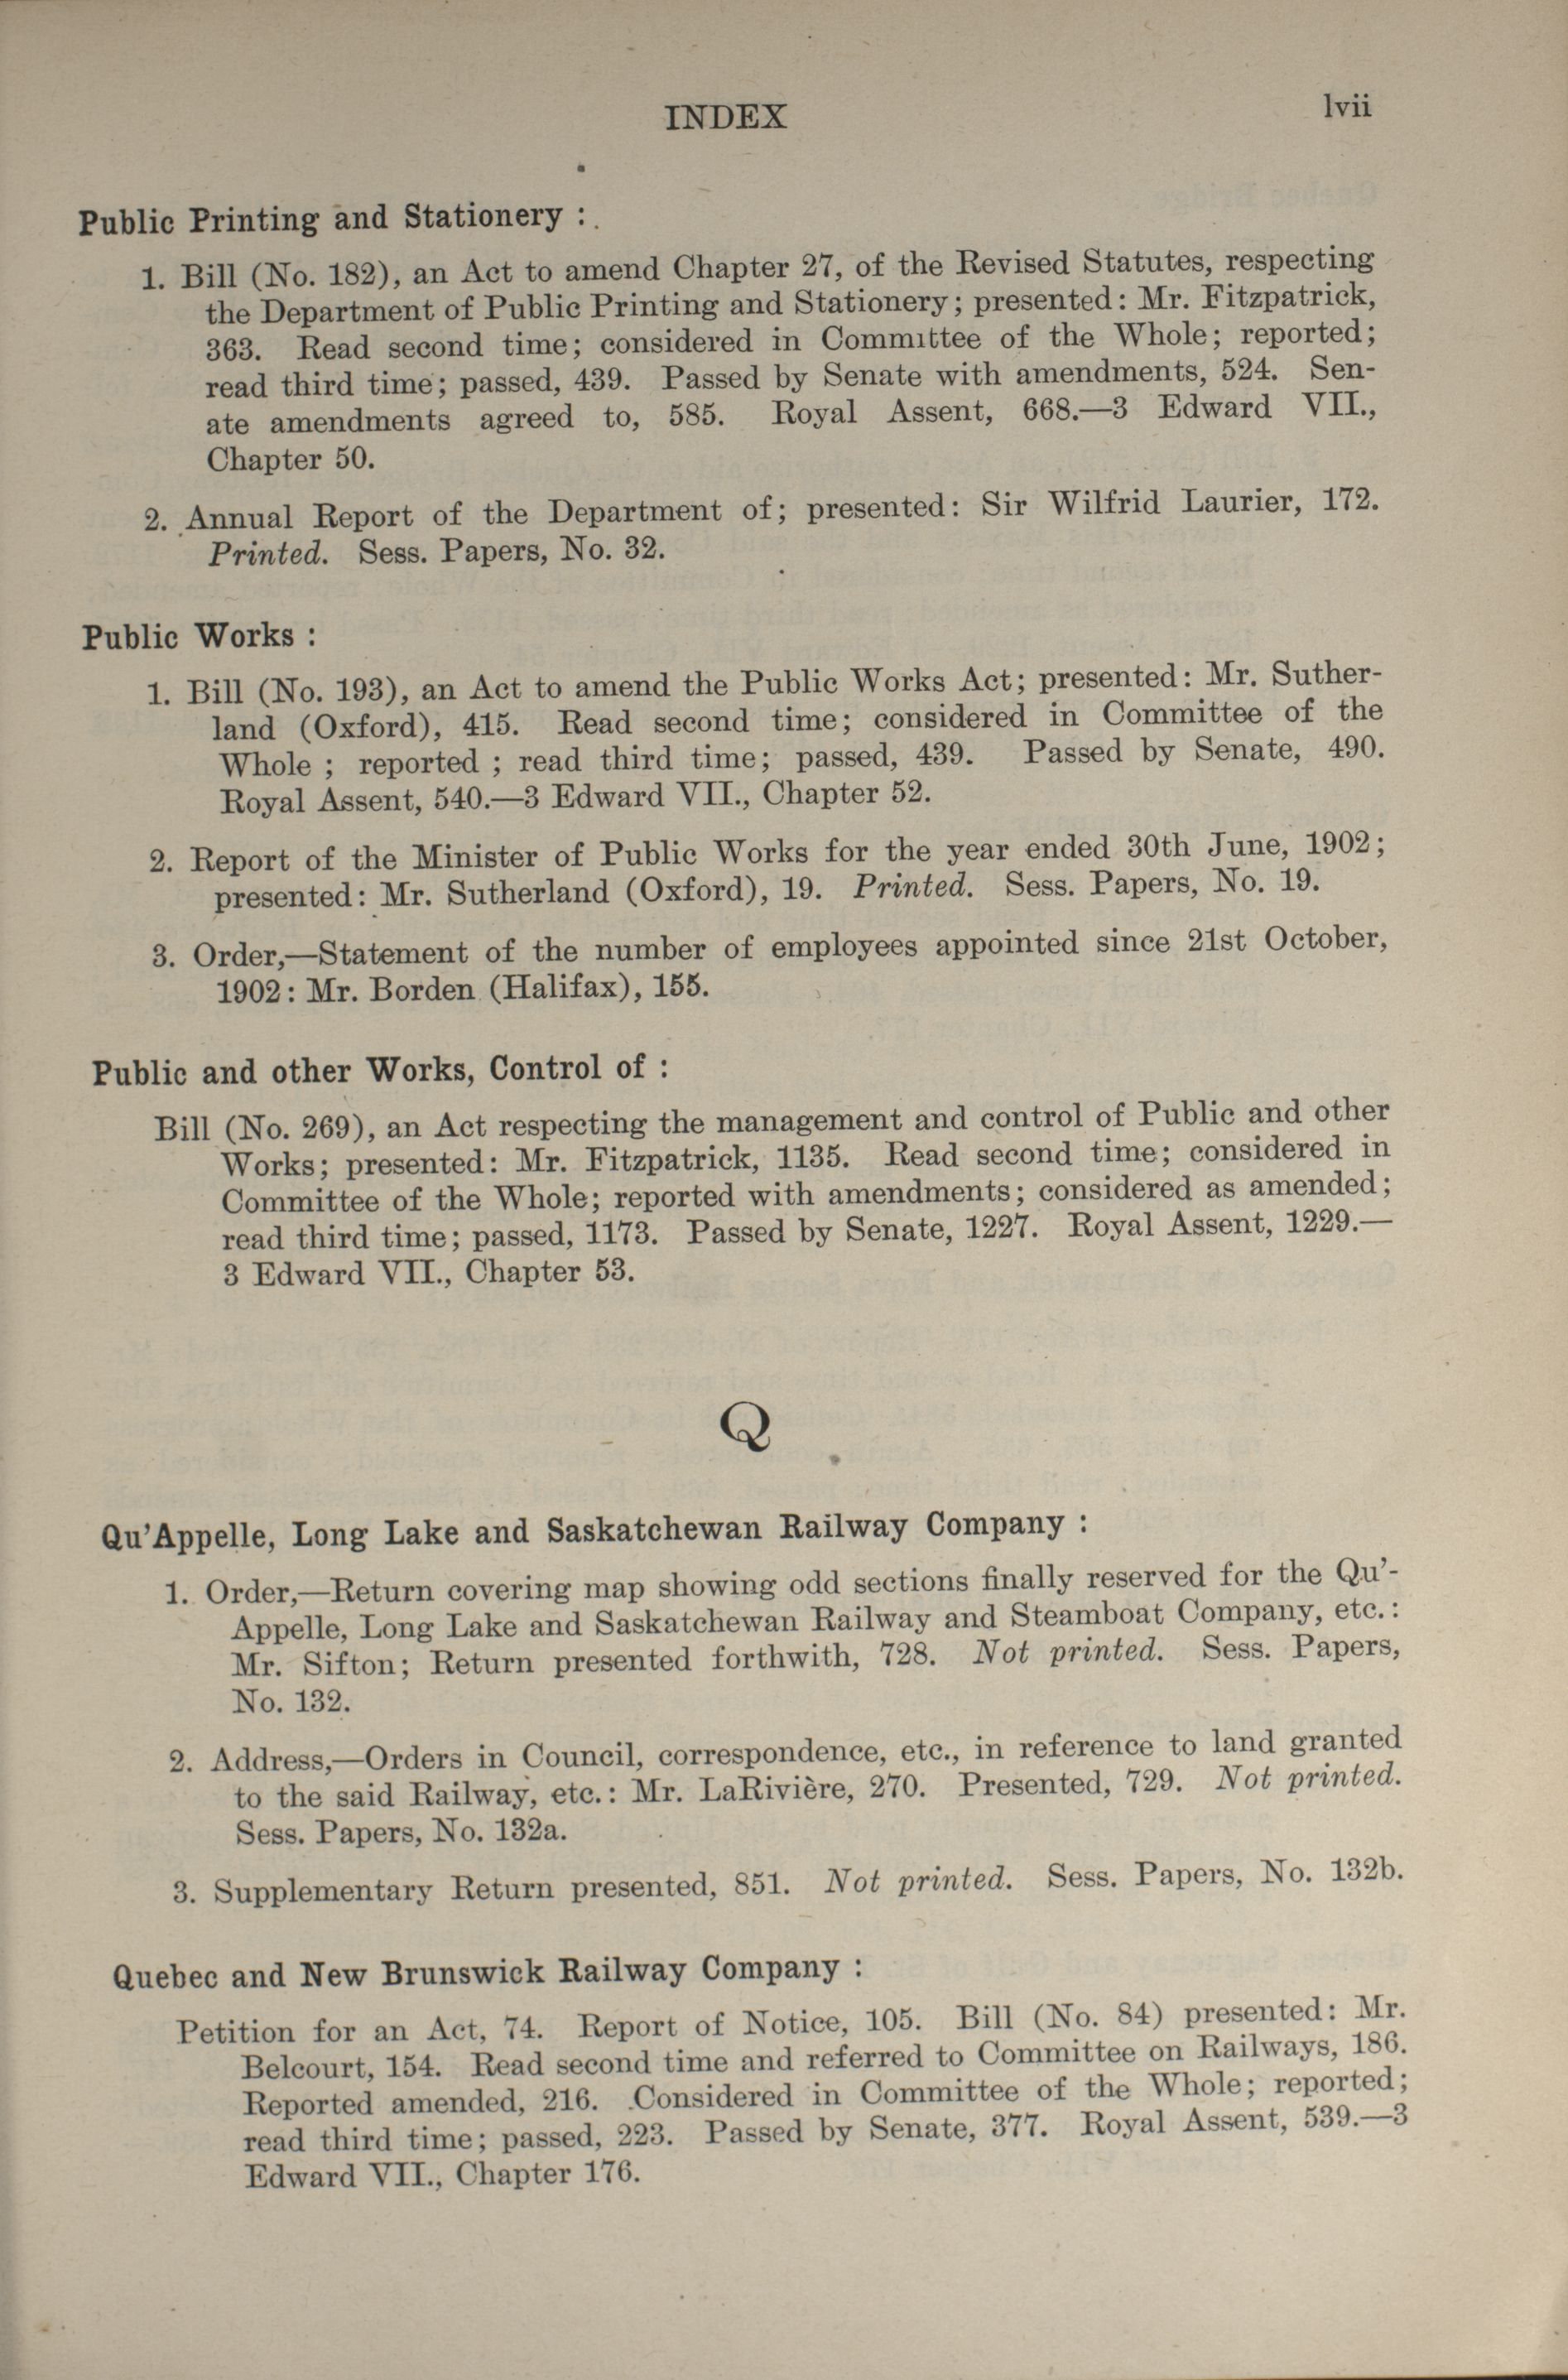 INDEX
lvii
Public Printing and Stationery :
1. Bill (No. 182), an Act to amend Chapter 27, of the Revised Statutes, respecting
the Department of Public Printing and Stationery; presented: Mr. Fitzpatrick,
363. Read second time; considered in Committee of the Whole; reported;
read third time; passed, 439. Passed by Senate with amendments, 524. Sen-
ate amendments agreed to, 585. Royal Assent, 668.—3 Edward VII.,
Chapter 50.
2. Annual Report of the Department of; presented: Sir Wilfrid Laurier, 172.
Printed. Sess. Papers, No. 32.
Public Works :
1. Bill (No. 193), an Act to amend the Public Works Act; presented: Mr. Suther-
land (Oxford), 415. Read second time; considered in Committee of the
Whole ; reported ; read third time; passed, 439. Passed by Senate, 490.
Royal Assent, 540.—3 Edward VII., Chapter 52.
2. Report of the Minister of Public Works for the year ended 30th June, 1902;
presented: Mr. Sutherland (Oxford), 19. Printed. Sess. Papers, No. 19.
3. Order,—Statement of the number of employees appointed since 21st October,
1902: Mr. Borden (Halifax), 155.
Public and other Works, Control of :
Bill (No. 269), an Act respecting the management and control of Public and other
Works; presented: Mr. Fitzpatrick, 1135. Read second time; considered in
Committee of the Whole; reported with amendments; considered as amended;
read third time; passed, 1173. Passed by Senate, 1227. Royal Assent, 1229.—
3 Edward VII., Chapter 53.
Q
Qu'Appelle, Long Lake and Saskatchewan Railway Company :
1. Order,—Return covering map showing odd sections finally reserved for the Qu'-
Appelle, Long Lake and Saskatchewan Railway and Steamboat Company, etc.:
Mr. Sifton; Return presented forthwith, 728. Not printed. Sess. Papers,
No. 132.
2. Address,—Orders in Council, correspondence, etc., in reference to land granted
to the said Railway, etc.: Mr. LaRivière, 270. Presented, 729. Not printed.
Sess. Papers, No. 132a.
3. Supplementary Return presented, 851. Not printed. Sess. Papers, No. 132b.
Quebec and New Brunswick Railway Company :
Petition for an Act, 74. Report of Notice, 105. Bill (No. 84) presented: Mr.
Belcourt, 154. Read second time and referred to Committee on Railways, 186.
Reported amended, 216. Considered in Committee of the Whole; reported;
read third time; passed, 223. Passed by Senate, 377. Royal Assent, 539.—3
Edward VII., Chapter 176.